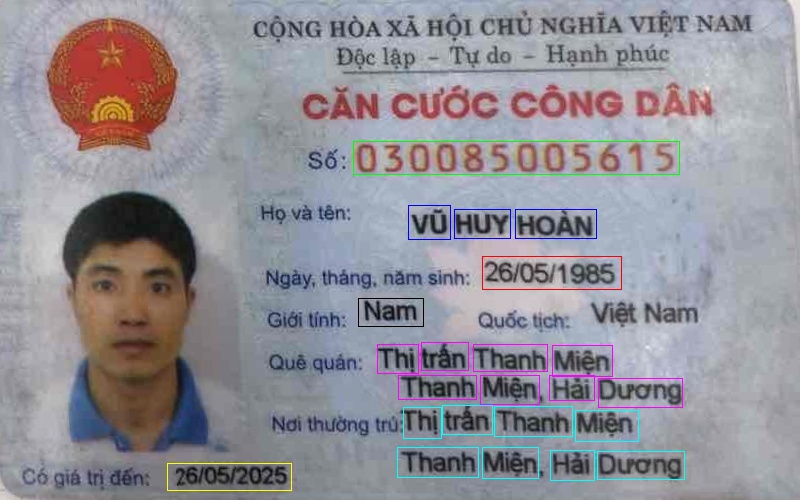 CỘNG HÒA XÃ HỘI CHỦ NGHĨA VIỆT NAM
Độc lập - Tự do - Hạnh phúc
CĂN CƯỚC CÔNG DÂN
Số: 030085005615
Họ và tên: VŨ HUY HOÀN
Ngày, tháng, năm sinh: 26/05/1985
Giới tính: Nam Quốc tịch: Việt Nam
Quê quán: Thị trấn Thanh Miện
Thanh Miện, Hải Dương
Nơi thường trú: Thị trấn Thanh Miện
Thanh Miện, Hải Dương
Có giá trị đến: 26/05/2025